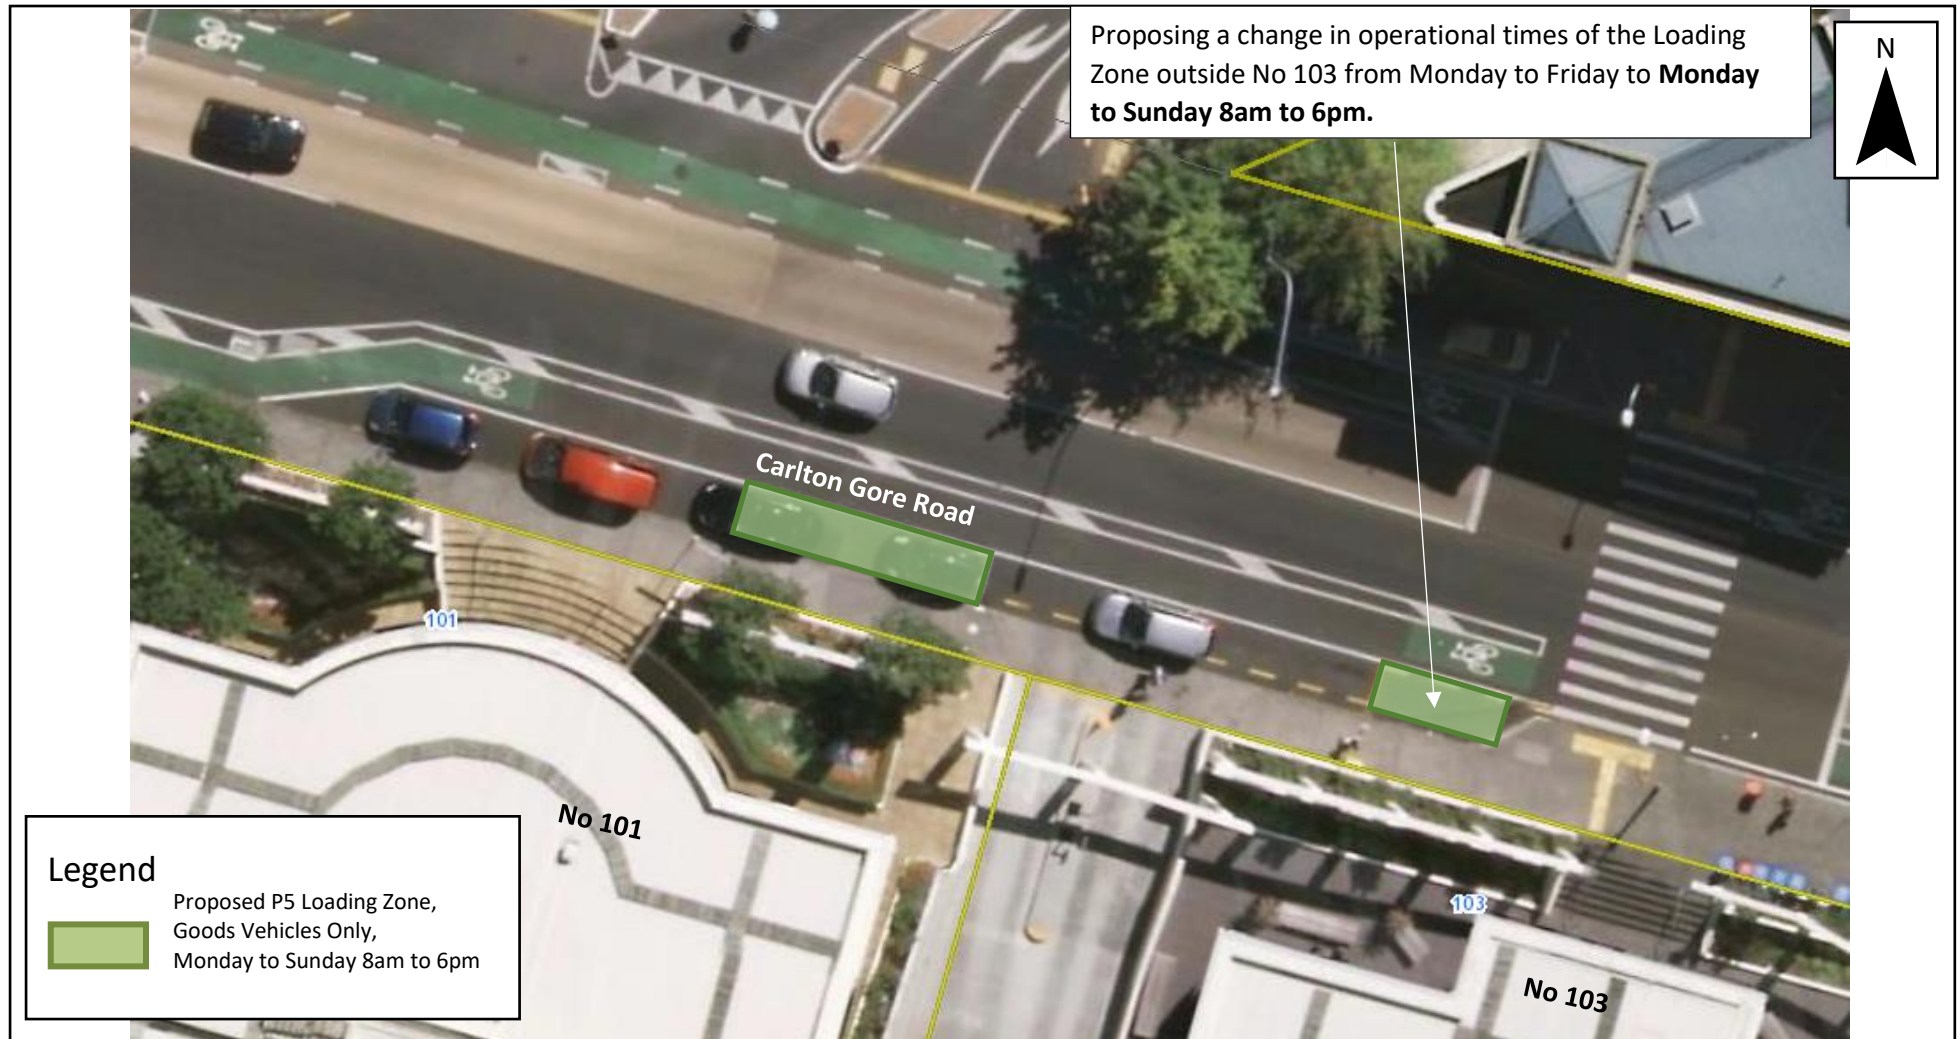 Proposing a change in operational times of the Loading
Zone outside No 103 from Monday to Friday to Monday
to Sunday 8am to 6pm.
N
Carlton Gore Road
101
No 101
103
No 103
Legend
Proposed P5 Loading Zone,
Goods Vehicles Only,
Monday to Sunday 8am to 6pm